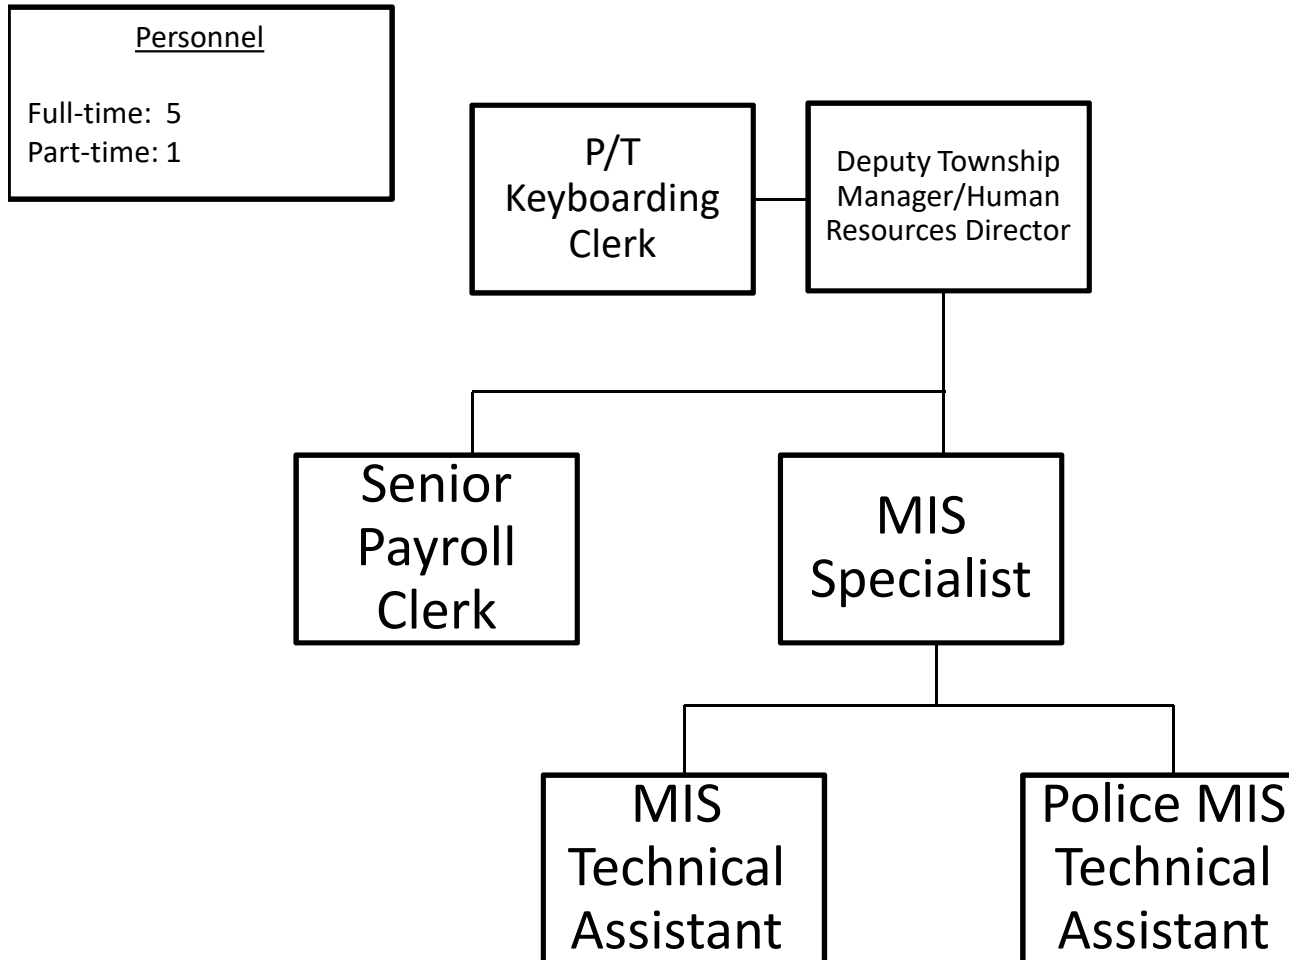 Personnel
Full-time:  5
Part-time: 1
P/T
Keyboarding
Clerk
Deputy Township
Manager/Human
Resources Director
Senior
Payroll
Clerk
MIS
Specialist
MIS
Technical
Assistant
Police MIS
Technical
Assistant